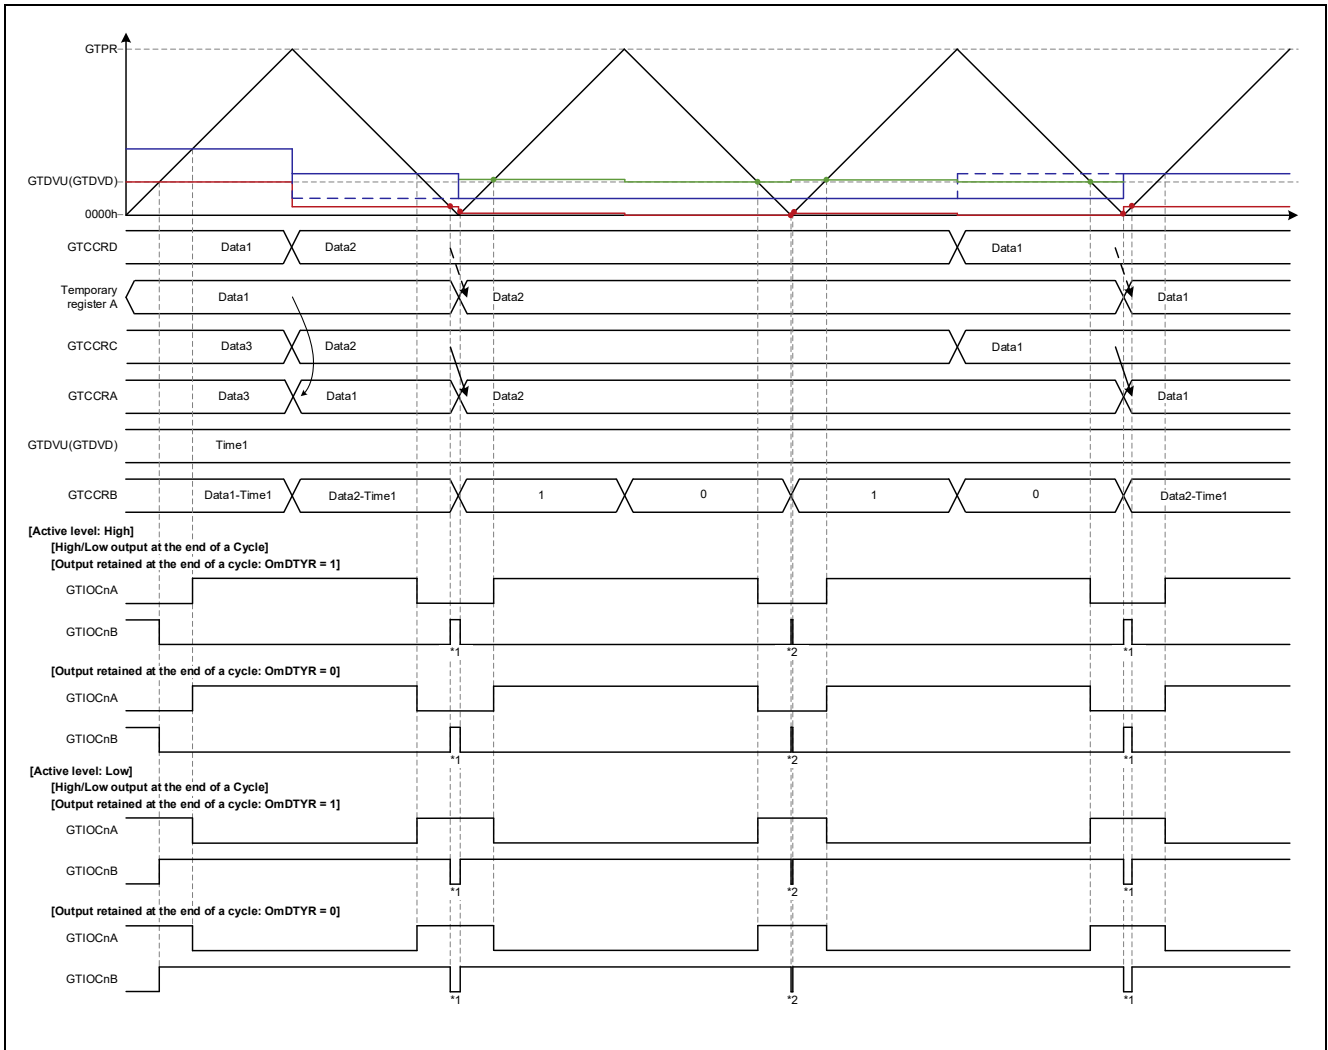 GTPR
GTDVU(GTDVD)
0000h
GTCCRD Data1 Data2 Data1
Temporary
register A Data1 Data2 Data1
GTCCRC Data3 Data2 Data1
GTCCRA Data3 Data1 Data2 Data1
GTDVU(GTDVD) Time1
GTCCRB Data1-Time1 Data2-Time1 1 0 1 0 Data2-Time1
[Active level: High]
[High/Low output at the end of a Cycle]
[Output retained at the end of a cycle: OmDTYR = 1]
GTIOCnA
GTIOCnB
*1 *2 *1
[Output retained at the end of a cycle: OmDTYR = 0]
GTIOCnA
GTIOCnB
*1 *2 *1
[Active level: Low]
[High/Low output at the end of a Cycle]
[Output retained at the end of a cycle: OmDTYR = 1]
GTIOCnA
GTIOCnB
*1 *2 *1
[Output retained at the end of a cycle: OmDTYR = 0]
GTIOCnA
GTIOCnB
*1 *2 *1